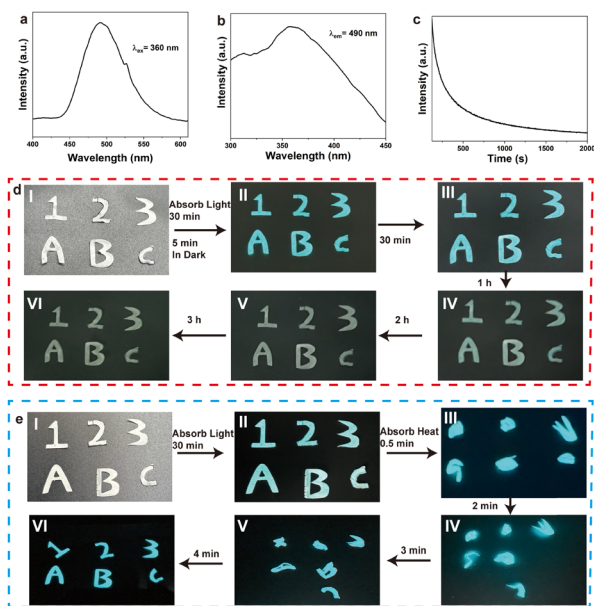 a
λex= 360 nm
Intensity (a.u.)
400 450 500 550 600
Wavelength (nm)
b
λem= 490 nm
Intensity (a.u.)
300 350 400 450
Wavelength (nm)
c
Intensity (a.u.)
500 1000 1500 2000
Time (s)
d
I
1 2 3
A B C
Absorb Light
30 min
5 min
In Dark
II
1 2 3
A B C
30 min
III
1 2 3
A B C
1 h
IV
1 2 3
A B C
2 h
V
1 2 3
A B C
3 h
VI
1 2 3
A B C
e
I
1 2 3
A B C
Absorb Light
30 min
II
1 2 3
A B C
Absorb Heat
0.5 min
III
2 min
IV
3 min
V
4 min
VI
1 2 3
A B C